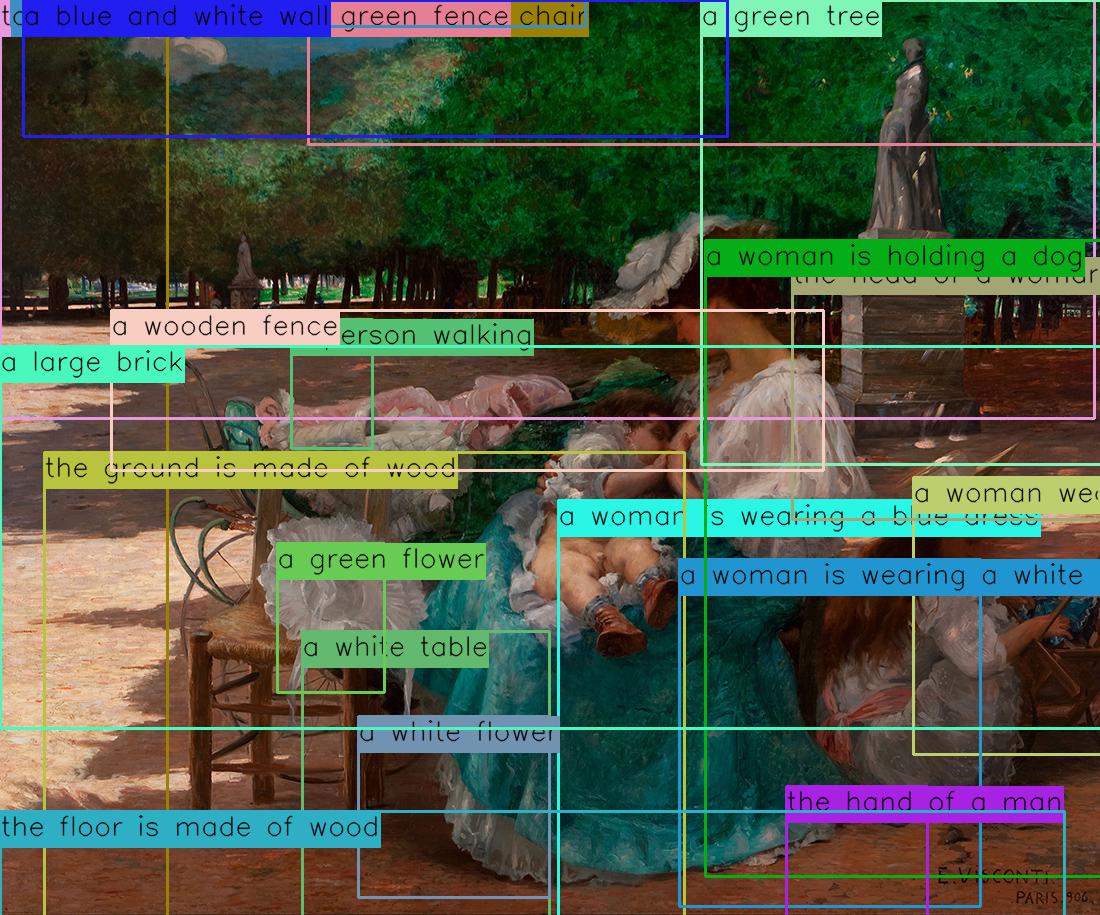 to
a blue and white wall
green fence
chair
a green tree
a woman is holding a dog
the head of a woman
a wooden fence
person walking
a large brick
the ground is made of wood
a woman wea
a woman is wearing a blue dress
a green flower
a woman is wearing a white
a white table
a white flower
the hand of a man
the floor is made of wood
E. VISCONTI.
PARIS. 906.